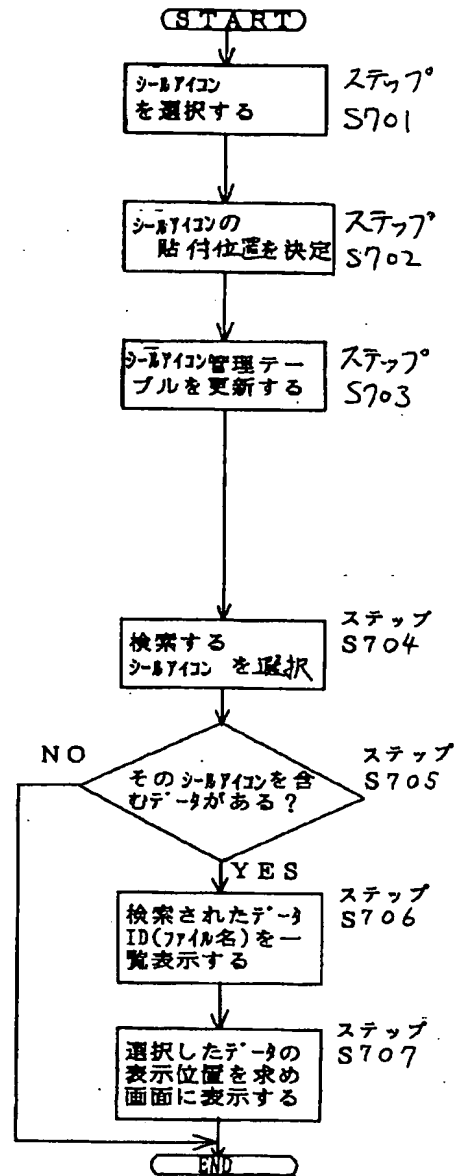 START
シールアイコン
を選択する
ステップ
S701
シールアイコンの
貼付位置を決定
ステップ
S702
シールアイコン管理テー
ブルを更新する
ステップ
S703
検索する
シールアイコン を選択
ステップ
S704
NO
そのシールアイコンを含
むデータがある?
ステップ
S705
YES
検索されたデータ
ID(ファイル名)を一
覧表示する
ステップ
S706
選択したデータの
表示位置を求め
画面に表示する
ステップ
S707
END